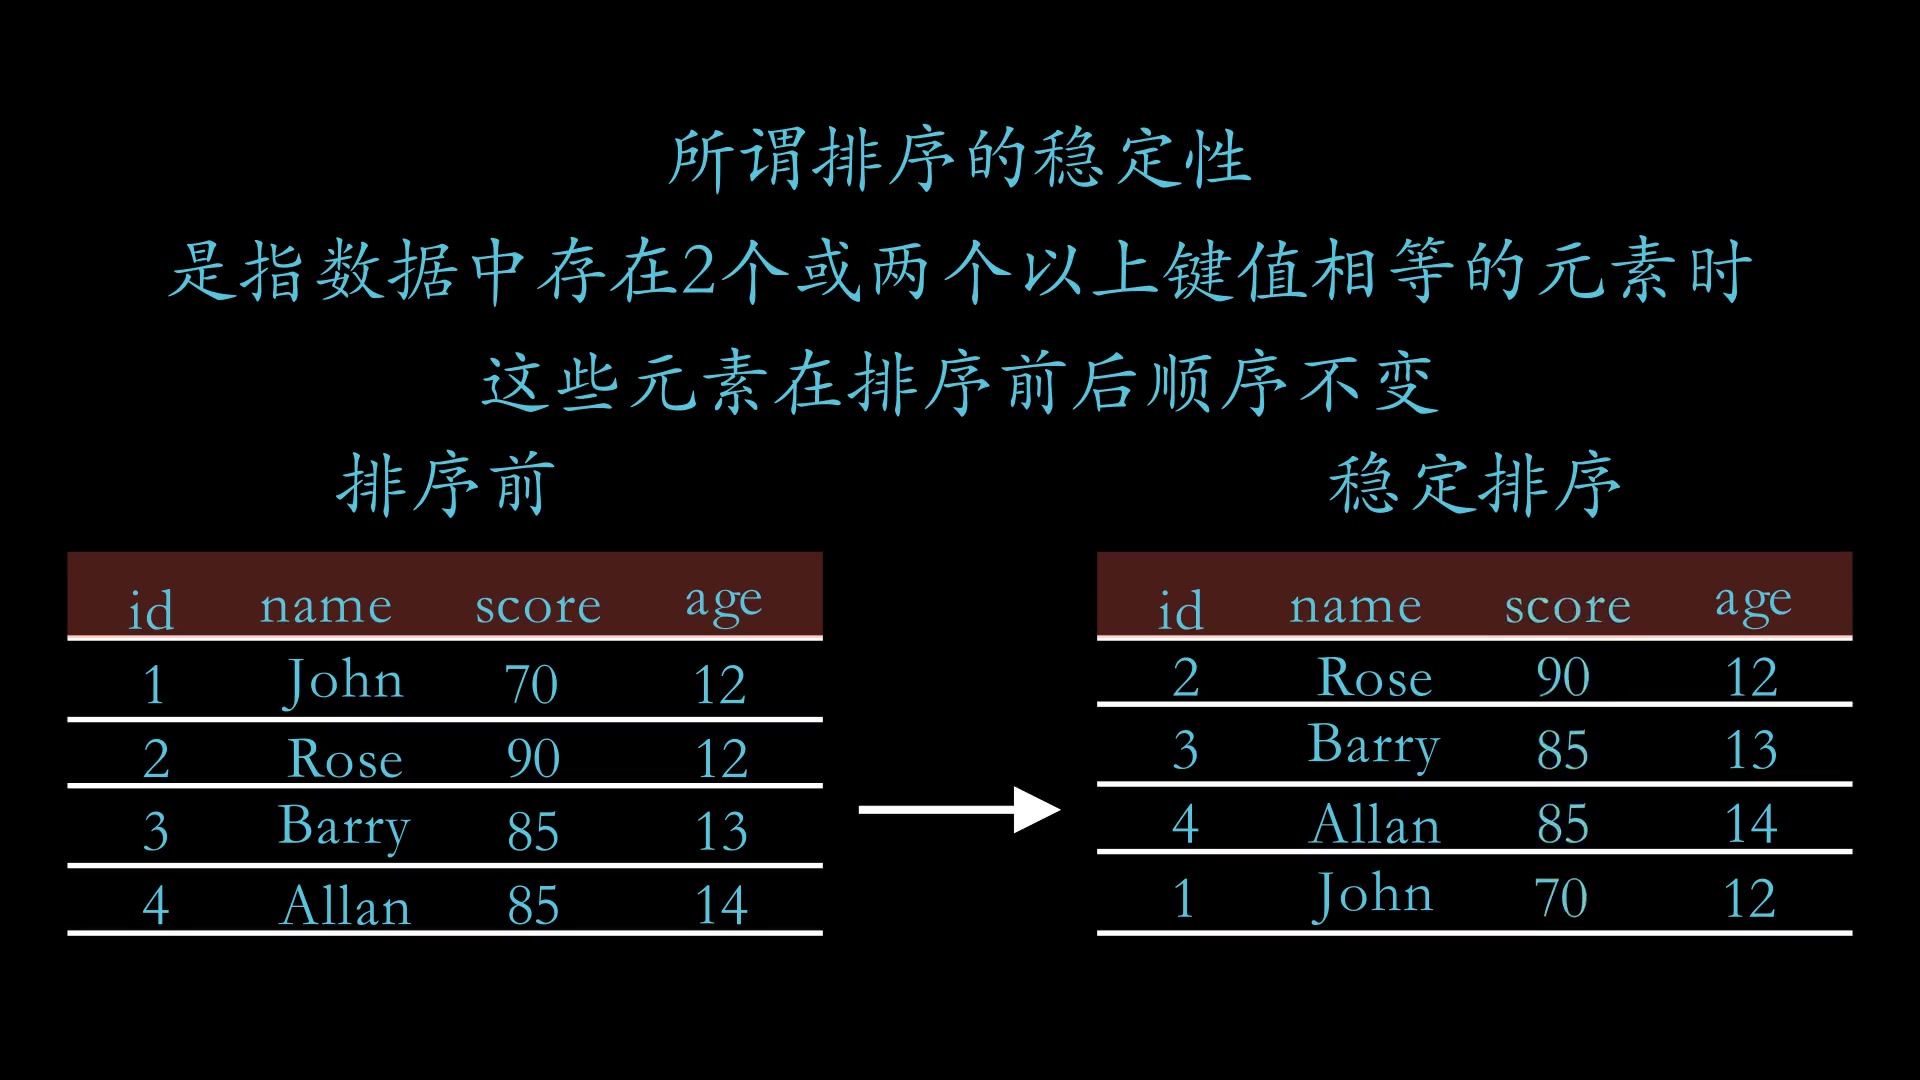 所谓排序的稳定性
是指数据中存在2个或两个以上键值相等的元素时
这些元素在排序前后顺序不变
排序前
id name score age
1 John 70 12
2 Rose 90 12
3 Barry 85 13
4 Allan 85 14
稳定排序
id name score age
2 Rose 90 12
3 Barry 85 13
4 Allan 85 14
1 John 70 12